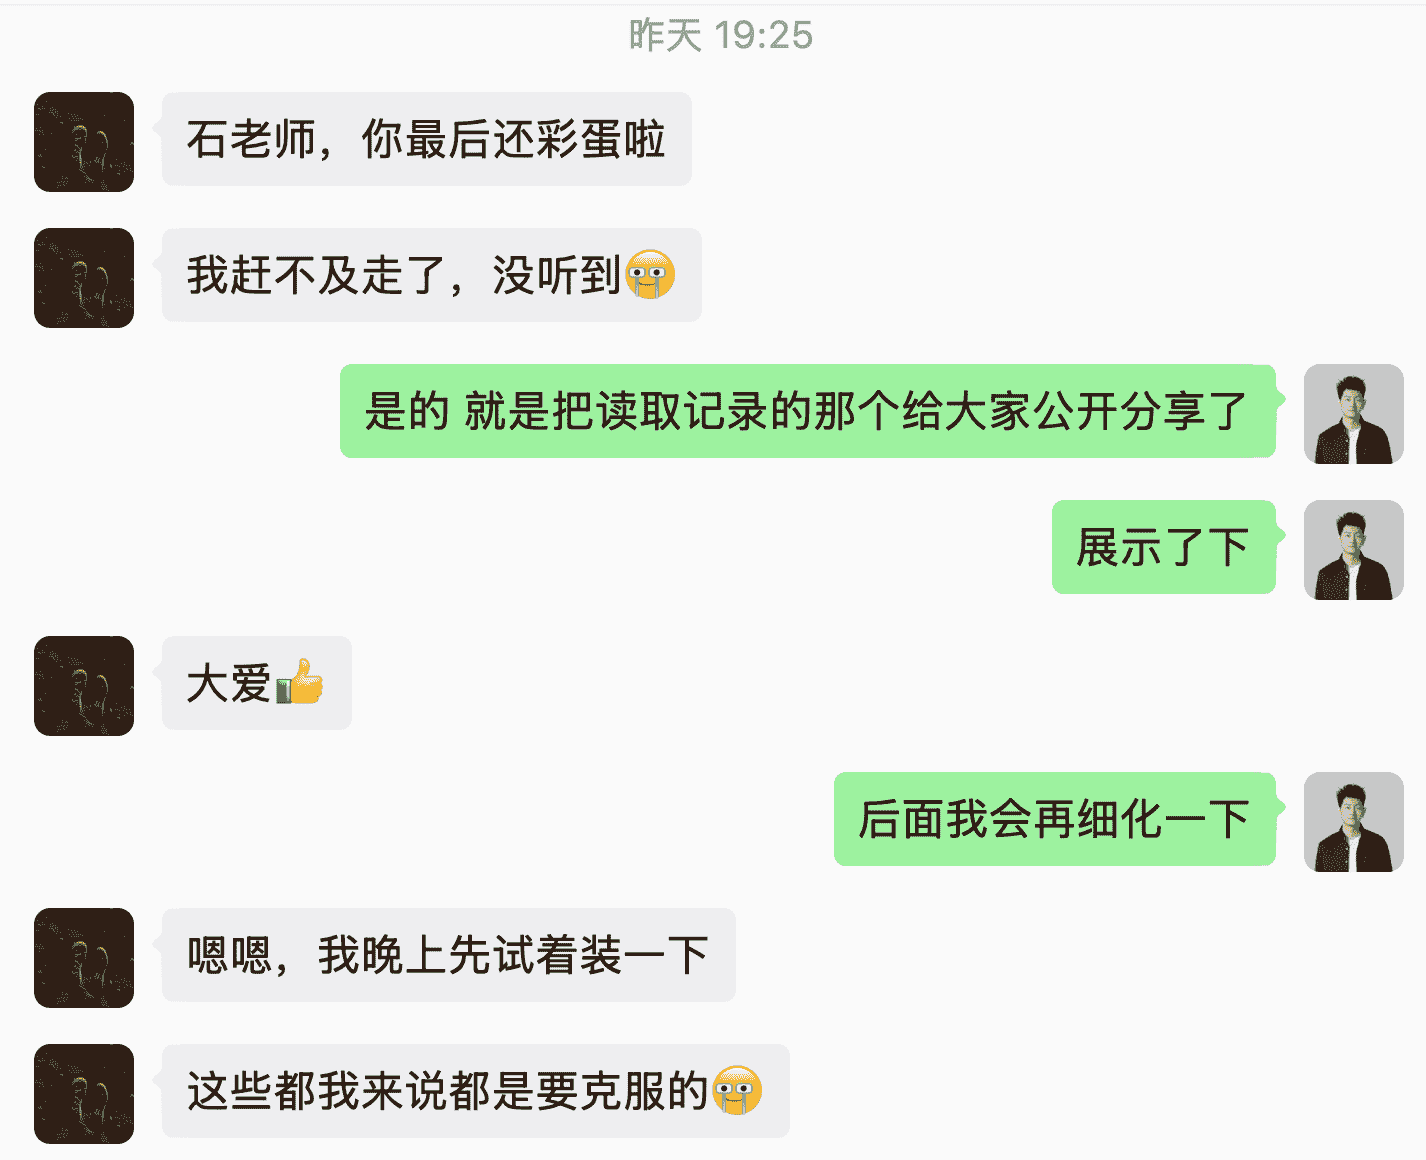 昨天 19:25
石老师，你最后还彩蛋啦
我赶不及走了，没听到
是的 就是把读取记录的那个给大家公开分享了
展示了下
大爱
后面我会再细化一下
嗯嗯，我晚上先试着装一下
这些都我来说都是要克服的